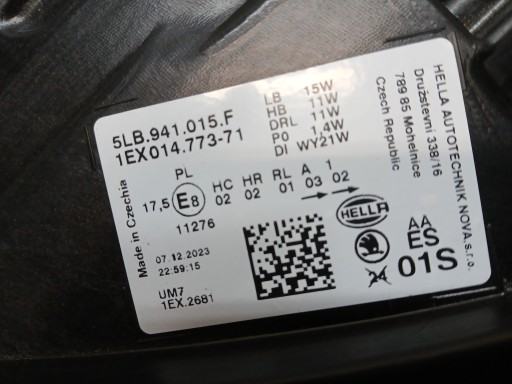 5LB.941.015.F
1EX014.773-71
LB 15W
HB 11W
DRL 11W
PO 1,4W
DI WY21W
HELLA AUTOTECHNIK NOVA,s.r.o.
Družstevní 338/16
789 85 Mohelnice
Czech Republic
Made in Czechia
PL
17,5 E8 HC HR RL A 1
02 02 01 03 02
11276
HELLA
07.12.2023
22:59:15
UM7
1EX.2681
AA
ES
01S